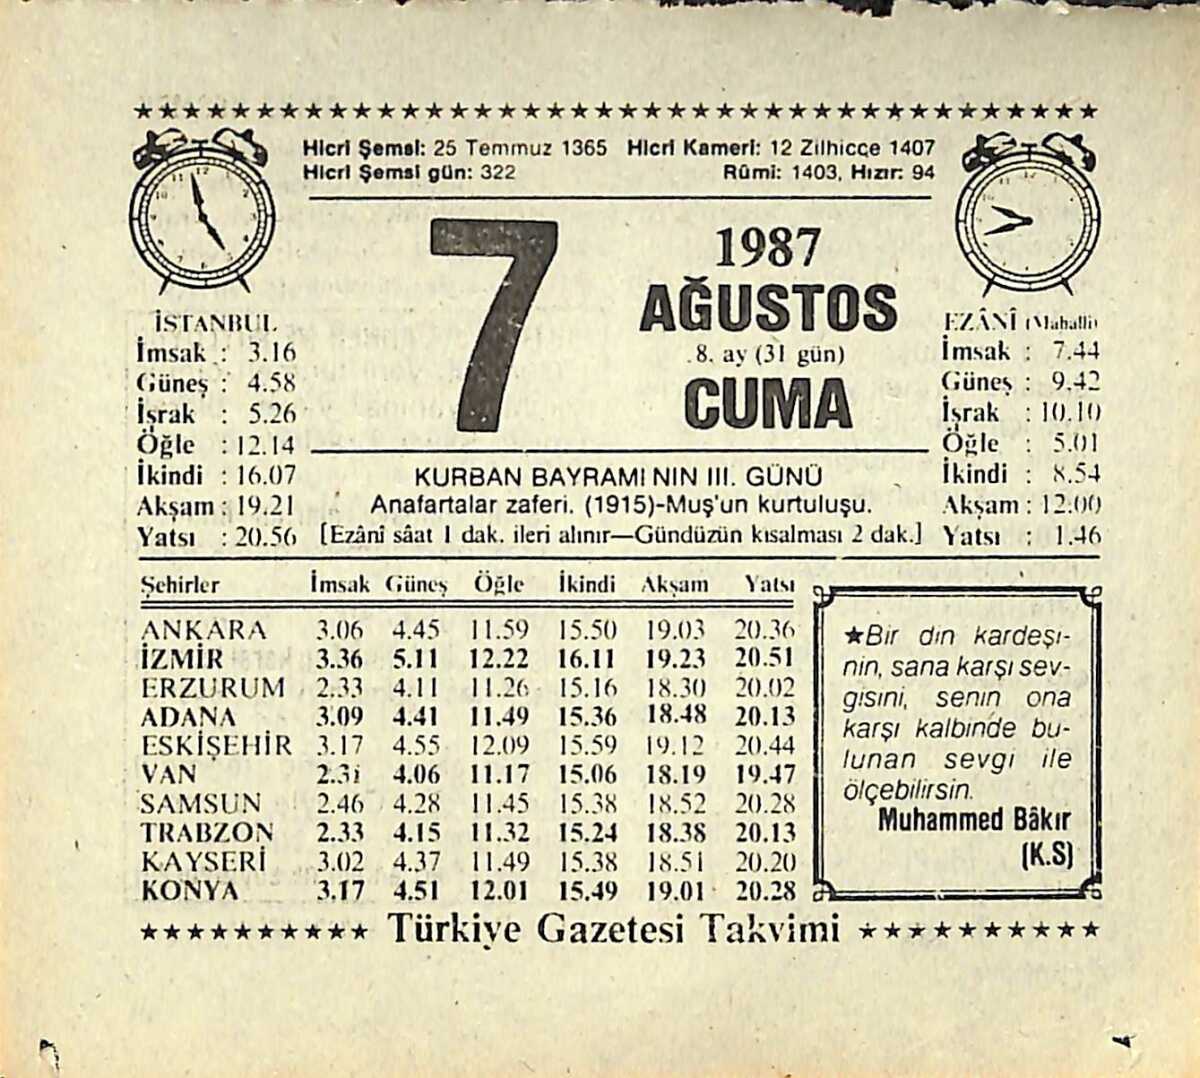 Hicri Şemsi: 25 Temmuz 1365 Hicri Kameri: 12 Zilhicce 1407
Hicri Şemsi gün: 322 Rûmi: 1403, Hızır: 94
7
1987
AĞUSTOS
8. ay (31 gün)
CUMA
İSTANBUL
İmsak : 3.16
Güneş : 4.58
İşrak : 5.26
Öğle : 12.14
İkindi : 16.07
Akşam : 19.21
Yatsı : 20.56
EZÂNÎ (Mahallî)
İmsak : 7.44
Güneş : 9.42
İşrak : 10.10
Öğle : 5.01
İkindi : 8.54
Akşam : 12.00
Yatsı : 1.46
KURBAN BAYRAMI NIN III. GÜNÜ
Anafartalar zaferi. (1915)-Muş'un kurtuluşu.
[Ezânî sâat 1 dak. ileri alınır—Gündüzün kısalması 2 dak.]
Şehirler İmsak Güneş Öğle İkindi Akşam Yatsı
ANKARA 3.06 4.45 11.59 15.50 19.03 20.36
İZMİR 3.36 5.11 12.22 16.11 19.23 20.51
ERZURUM 2.33 4.11 11.26 15.16 18.30 20.02
ADANA 3.09 4.41 11.49 15.36 18.48 20.13
ESKİŞEHİR 3.17 4.55 12.09 15.59 19.12 20.44
VAN 2.31 4.06 11.17 15.06 18.19 19.47
SAMSUN 2.46 4.28 11.45 15.38 18.52 20.28
TRABZON 2.33 4.15 11.32 15.24 18.38 20.13
KAYSERİ 3.02 4.37 11.49 15.38 18.51 20.20
KONYA 3.17 4.51 12.01 15.49 19.01 20.28
★Bir din kardeşi-
nin, sana karşı sev-
gisini, senin ona
karşı kalbinde bu-
lunan sevgi ile
ölçebilirsin.
Muhammed Bâkır
(K.S)
Türkiye Gazetesi Takvimi